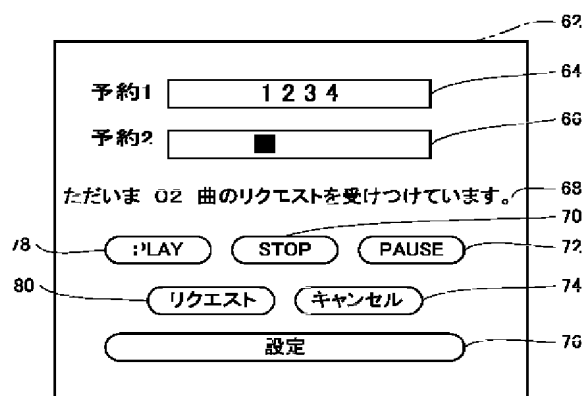 62
予約1 1234 64
予約2 66
ただいま 02 曲のリクエストを受けつけています。 68
70
78 PLAY STOP PAUSE 72
80 リクエスト キャンセル 74
設定 76